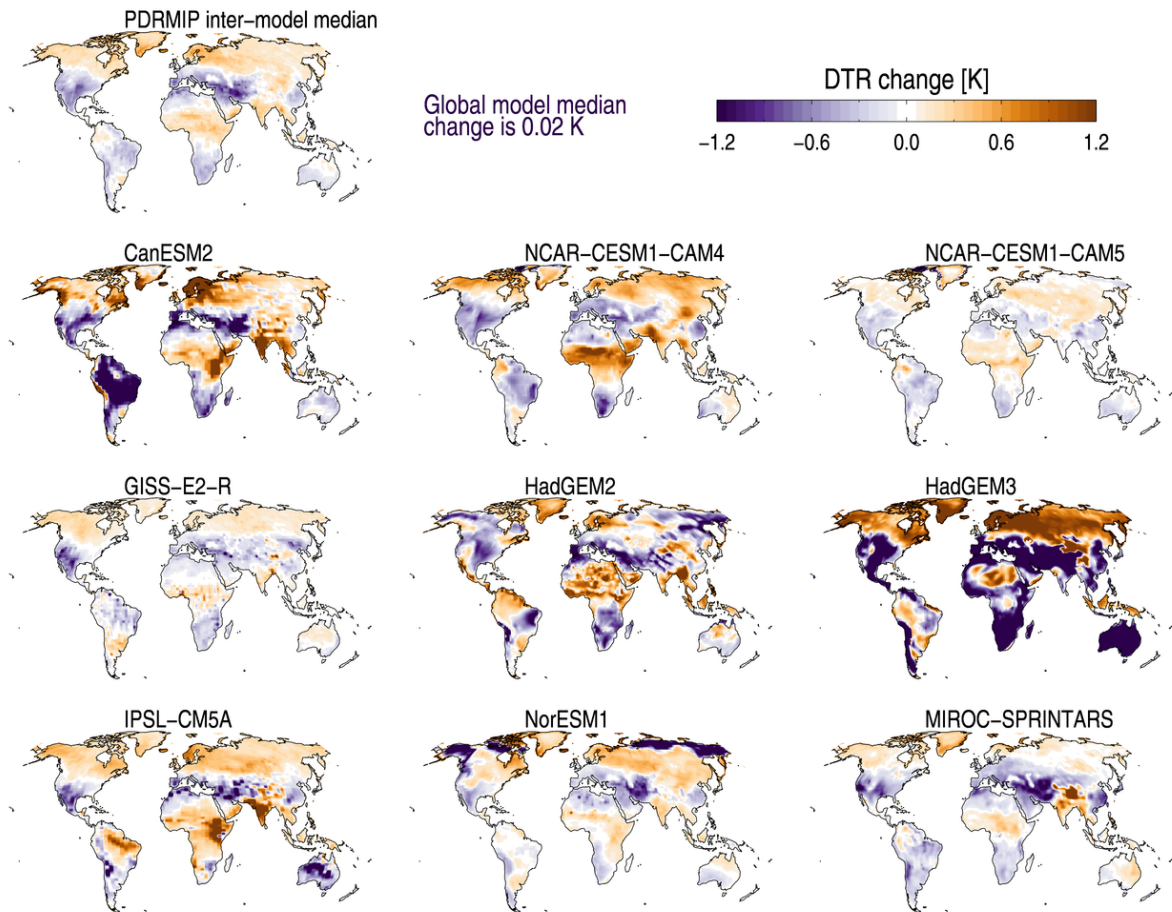 PDRMIP inter-model median
Global model median
change is 0.02 K
DTR change [K]
−1.2 −0.6 0.0 0.6 1.2
CanESM2
NCAR-CESM1-CAM4
NCAR-CESM1-CAM5
GISS-E2-R
HadGEM2
HadGEM3
IPSL-CM5A
NorESM1
MIROC-SPRINTARS